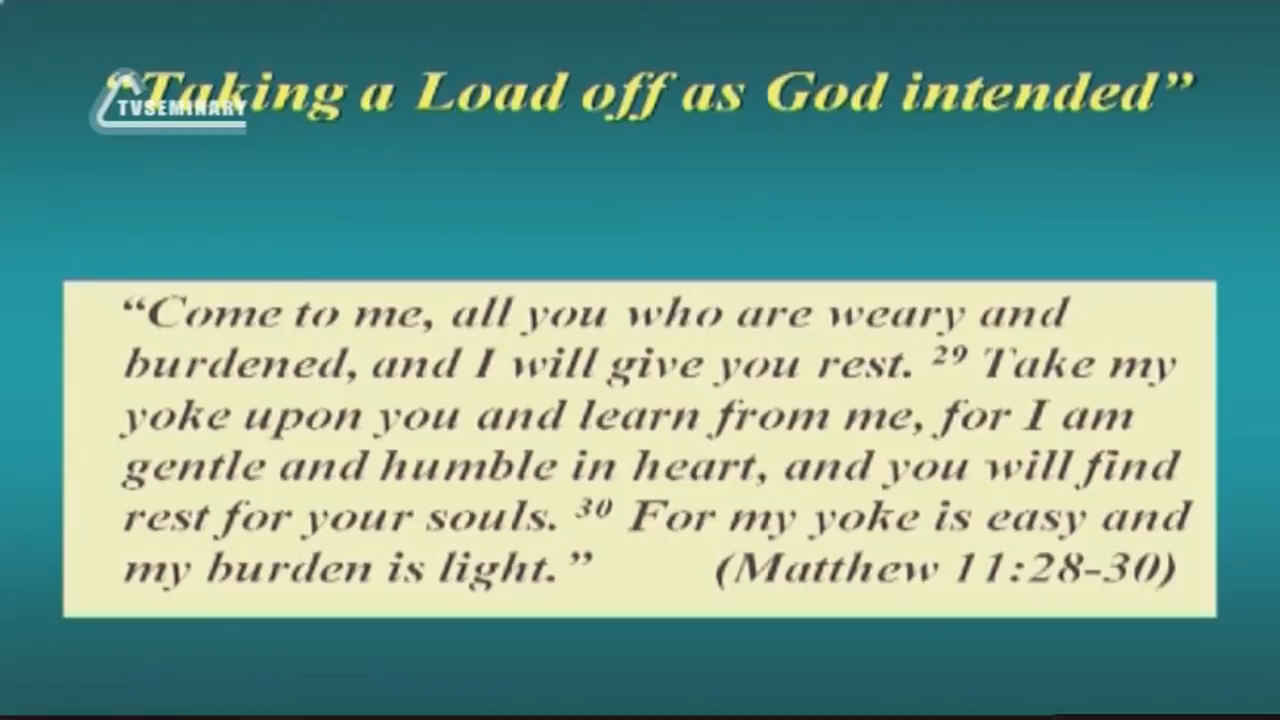 “Taking a Load off as God intended”
TVSEMINARY
“Come to me, all you who are weary and
burdened, and I will give you rest. ²⁹ Take my
yoke upon you and learn from me, for I am
gentle and humble in heart, and you will find
rest for your souls. ³⁰ For my yoke is easy and
my burden is light.” (Matthew 11:28-30)